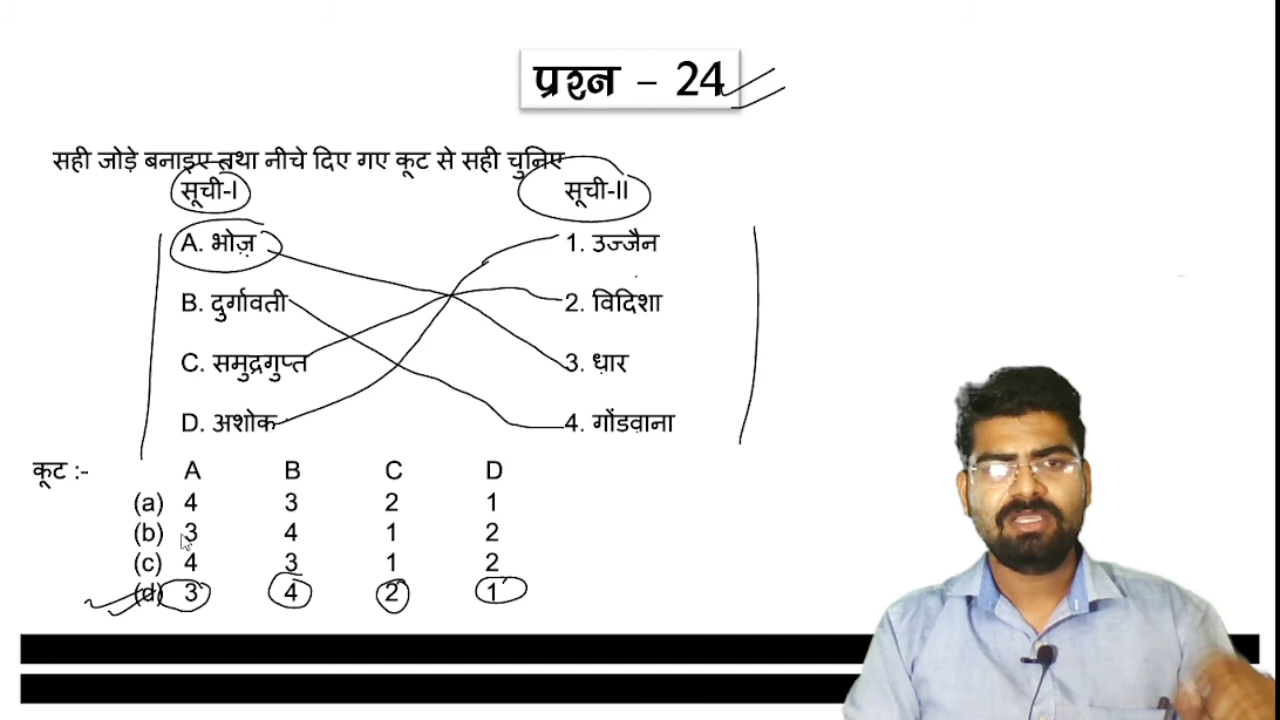 प्रश्न – 24
सही जोड़े बनाइए तथा नीचे दिए गए कूट से सही चुनिए
सूची-I सूची-II
A. भोज़ 1. उज्जैन
B. दुर्गावती 2. विदिशा
C. समुद्रगुप्त 3. धार
D. अशोक 4. गोंडवाना
कूट :- A B C D
(a) 4 3 2 1
(b) 3 4 1 2
(c) 4 3 1 2
(d) 3 4 2 1